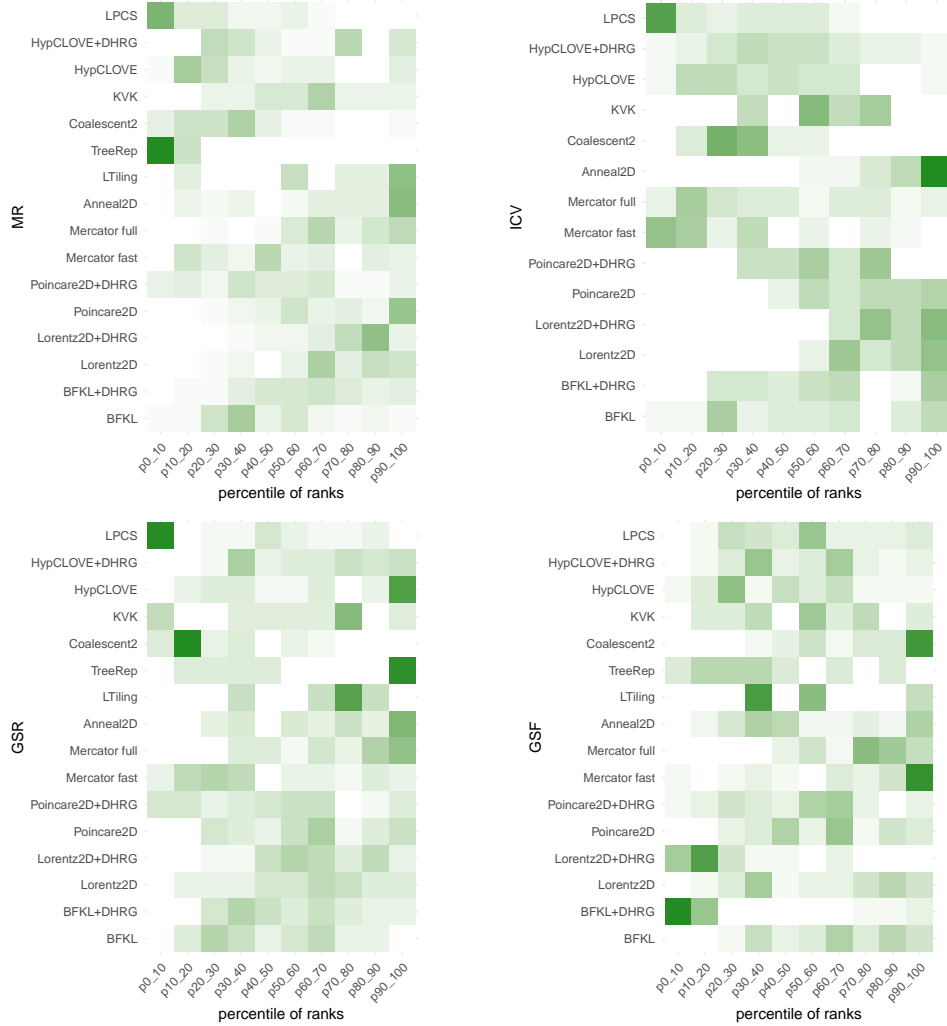 MR
LPCS
HypCLOVE+DHRG
HypCLOVE
KVK
Coalescent2
TreeRep
LTiling
Anneal2D
Mercator full
Mercator fast
Poincare2D+DHRG
Poincare2D
Lorentz2D+DHRG
Lorentz2D
BFKL+DHRG
BFKL
p0_10
p10_20
p20_30
p30_40
p40_50
p50_60
p60_70
p70_80
p80_90
p90_100
percentile of ranks
ICV
LPCS
HypCLOVE+DHRG
HypCLOVE
KVK
Coalescent2
Anneal2D
Mercator full
Mercator fast
Poincare2D+DHRG
Poincare2D
Lorentz2D+DHRG
Lorentz2D
BFKL+DHRG
BFKL
p0_10
p10_20
p20_30
p30_40
p40_50
p50_60
p60_70
p70_80
p80_90
p90_100
percentile of ranks
GSR
LPCS
HypCLOVE+DHRG
HypCLOVE
KVK
Coalescent2
TreeRep
LTiling
Anneal2D
Mercator full
Mercator fast
Poincare2D+DHRG
Poincare2D
Lorentz2D+DHRG
Lorentz2D
BFKL+DHRG
BFKL
p0_10
p10_20
p20_30
p30_40
p40_50
p50_60
p60_70
p70_80
p80_90
p90_100
percentile of ranks
GSF
LPCS
HypCLOVE+DHRG
HypCLOVE
KVK
Coalescent2
TreeRep
LTiling
Anneal2D
Mercator full
Mercator fast
Poincare2D+DHRG
Poincare2D
Lorentz2D+DHRG
Lorentz2D
BFKL+DHRG
BFKL
p0_10
p10_20
p20_30
p30_40
p40_50
p50_60
p60_70
p70_80
p80_90
p90_100
percentile of ranks